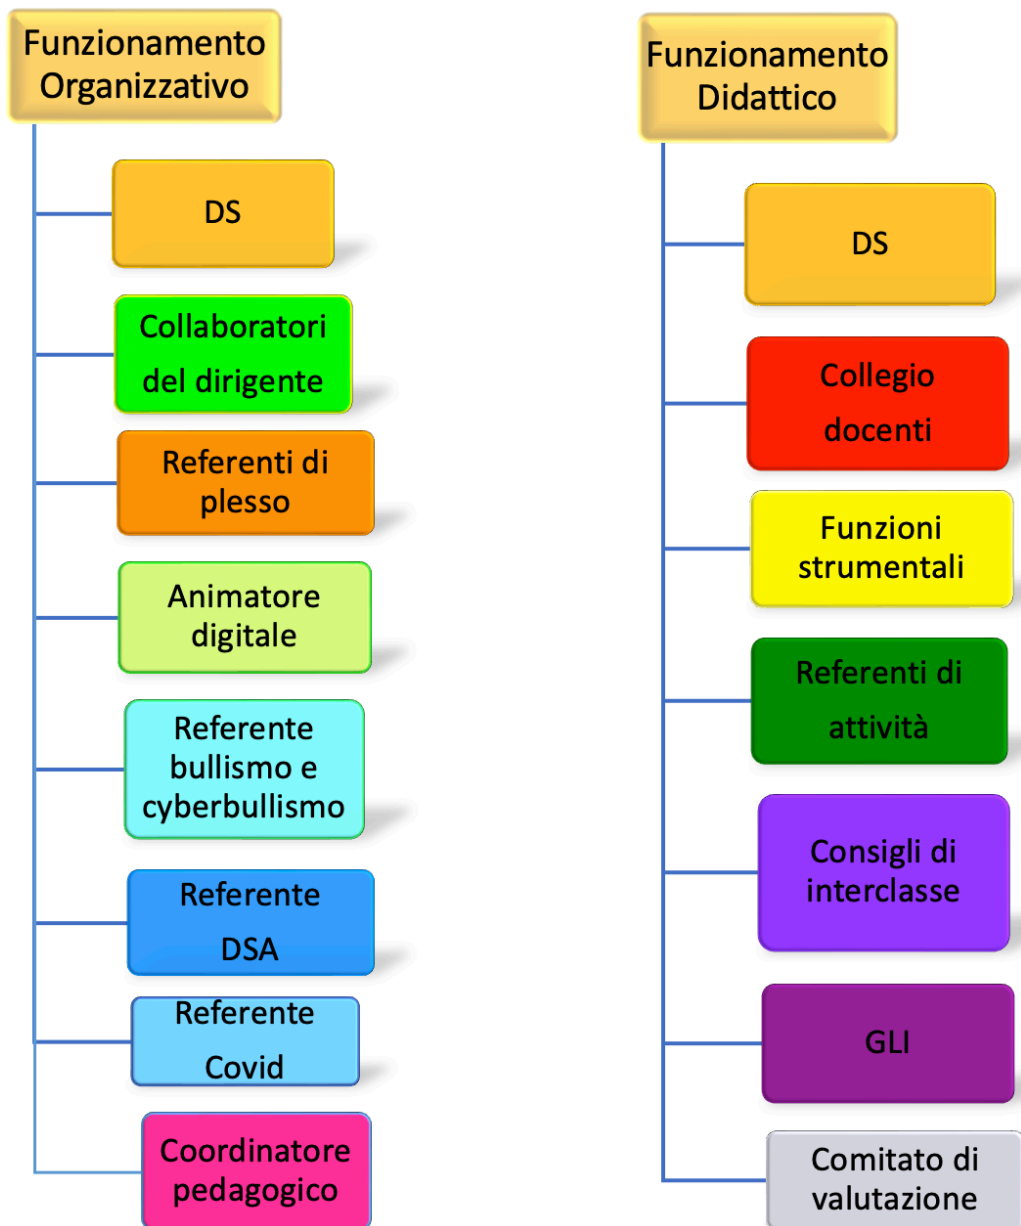 Funzionamento
Organizzativo
DS
Collaboratori
del dirigente
Referenti di
plesso
Animatore
digitale
Referente
bullismo e
cyberbullismo
Referente
DSA
Referente
Covid
Coordinatore
pedagogico
Funzionamento
Didattico
DS
Collegio
docenti
Funzioni
strumentali
Referenti di
attività
Consigli di
interclasse
GLI
Comitato di
valutazione